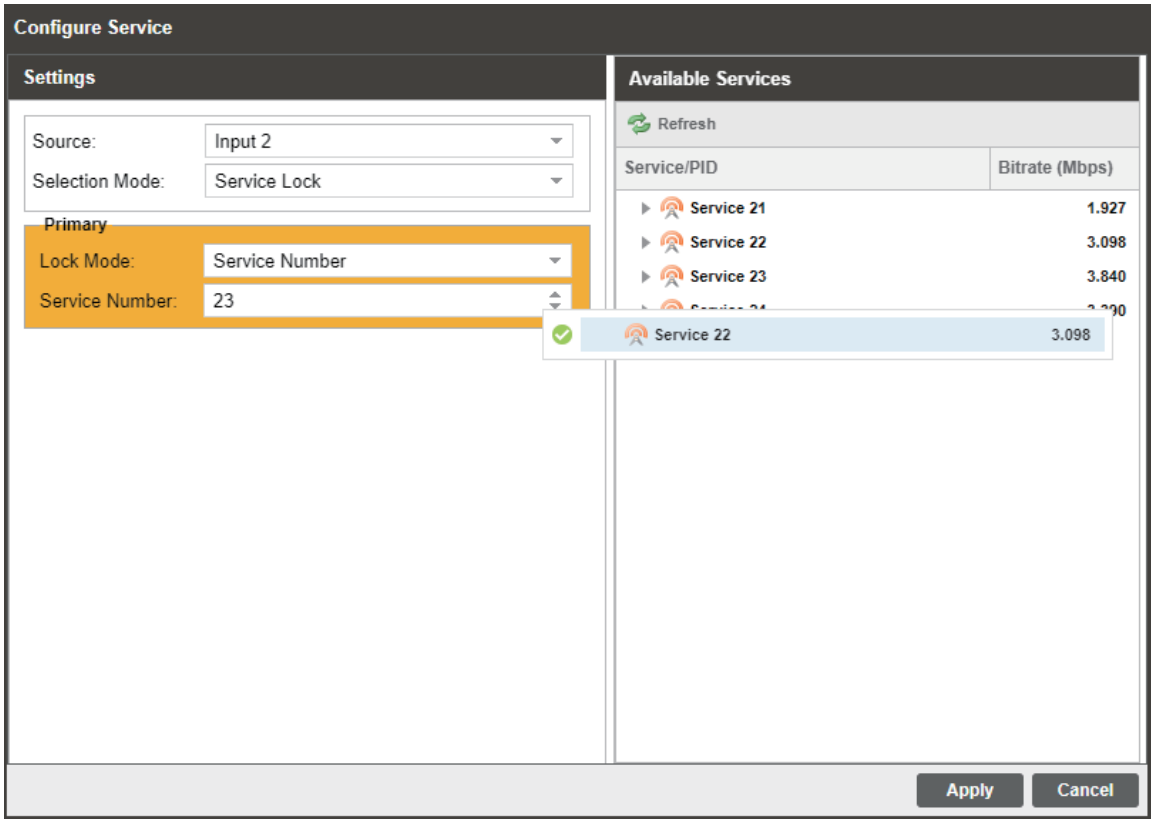 Configure Service
Settings
Source: Input 2
Selection Mode: Service Lock
Primary
Lock Mode: Service Number
Service Number: 23
Available Services
Refresh
Service/PID Bitrate (Mbps)
Service 21 1.927
Service 22 3.098
Service 23 3.840
Service 22 3.098
Apply Cancel